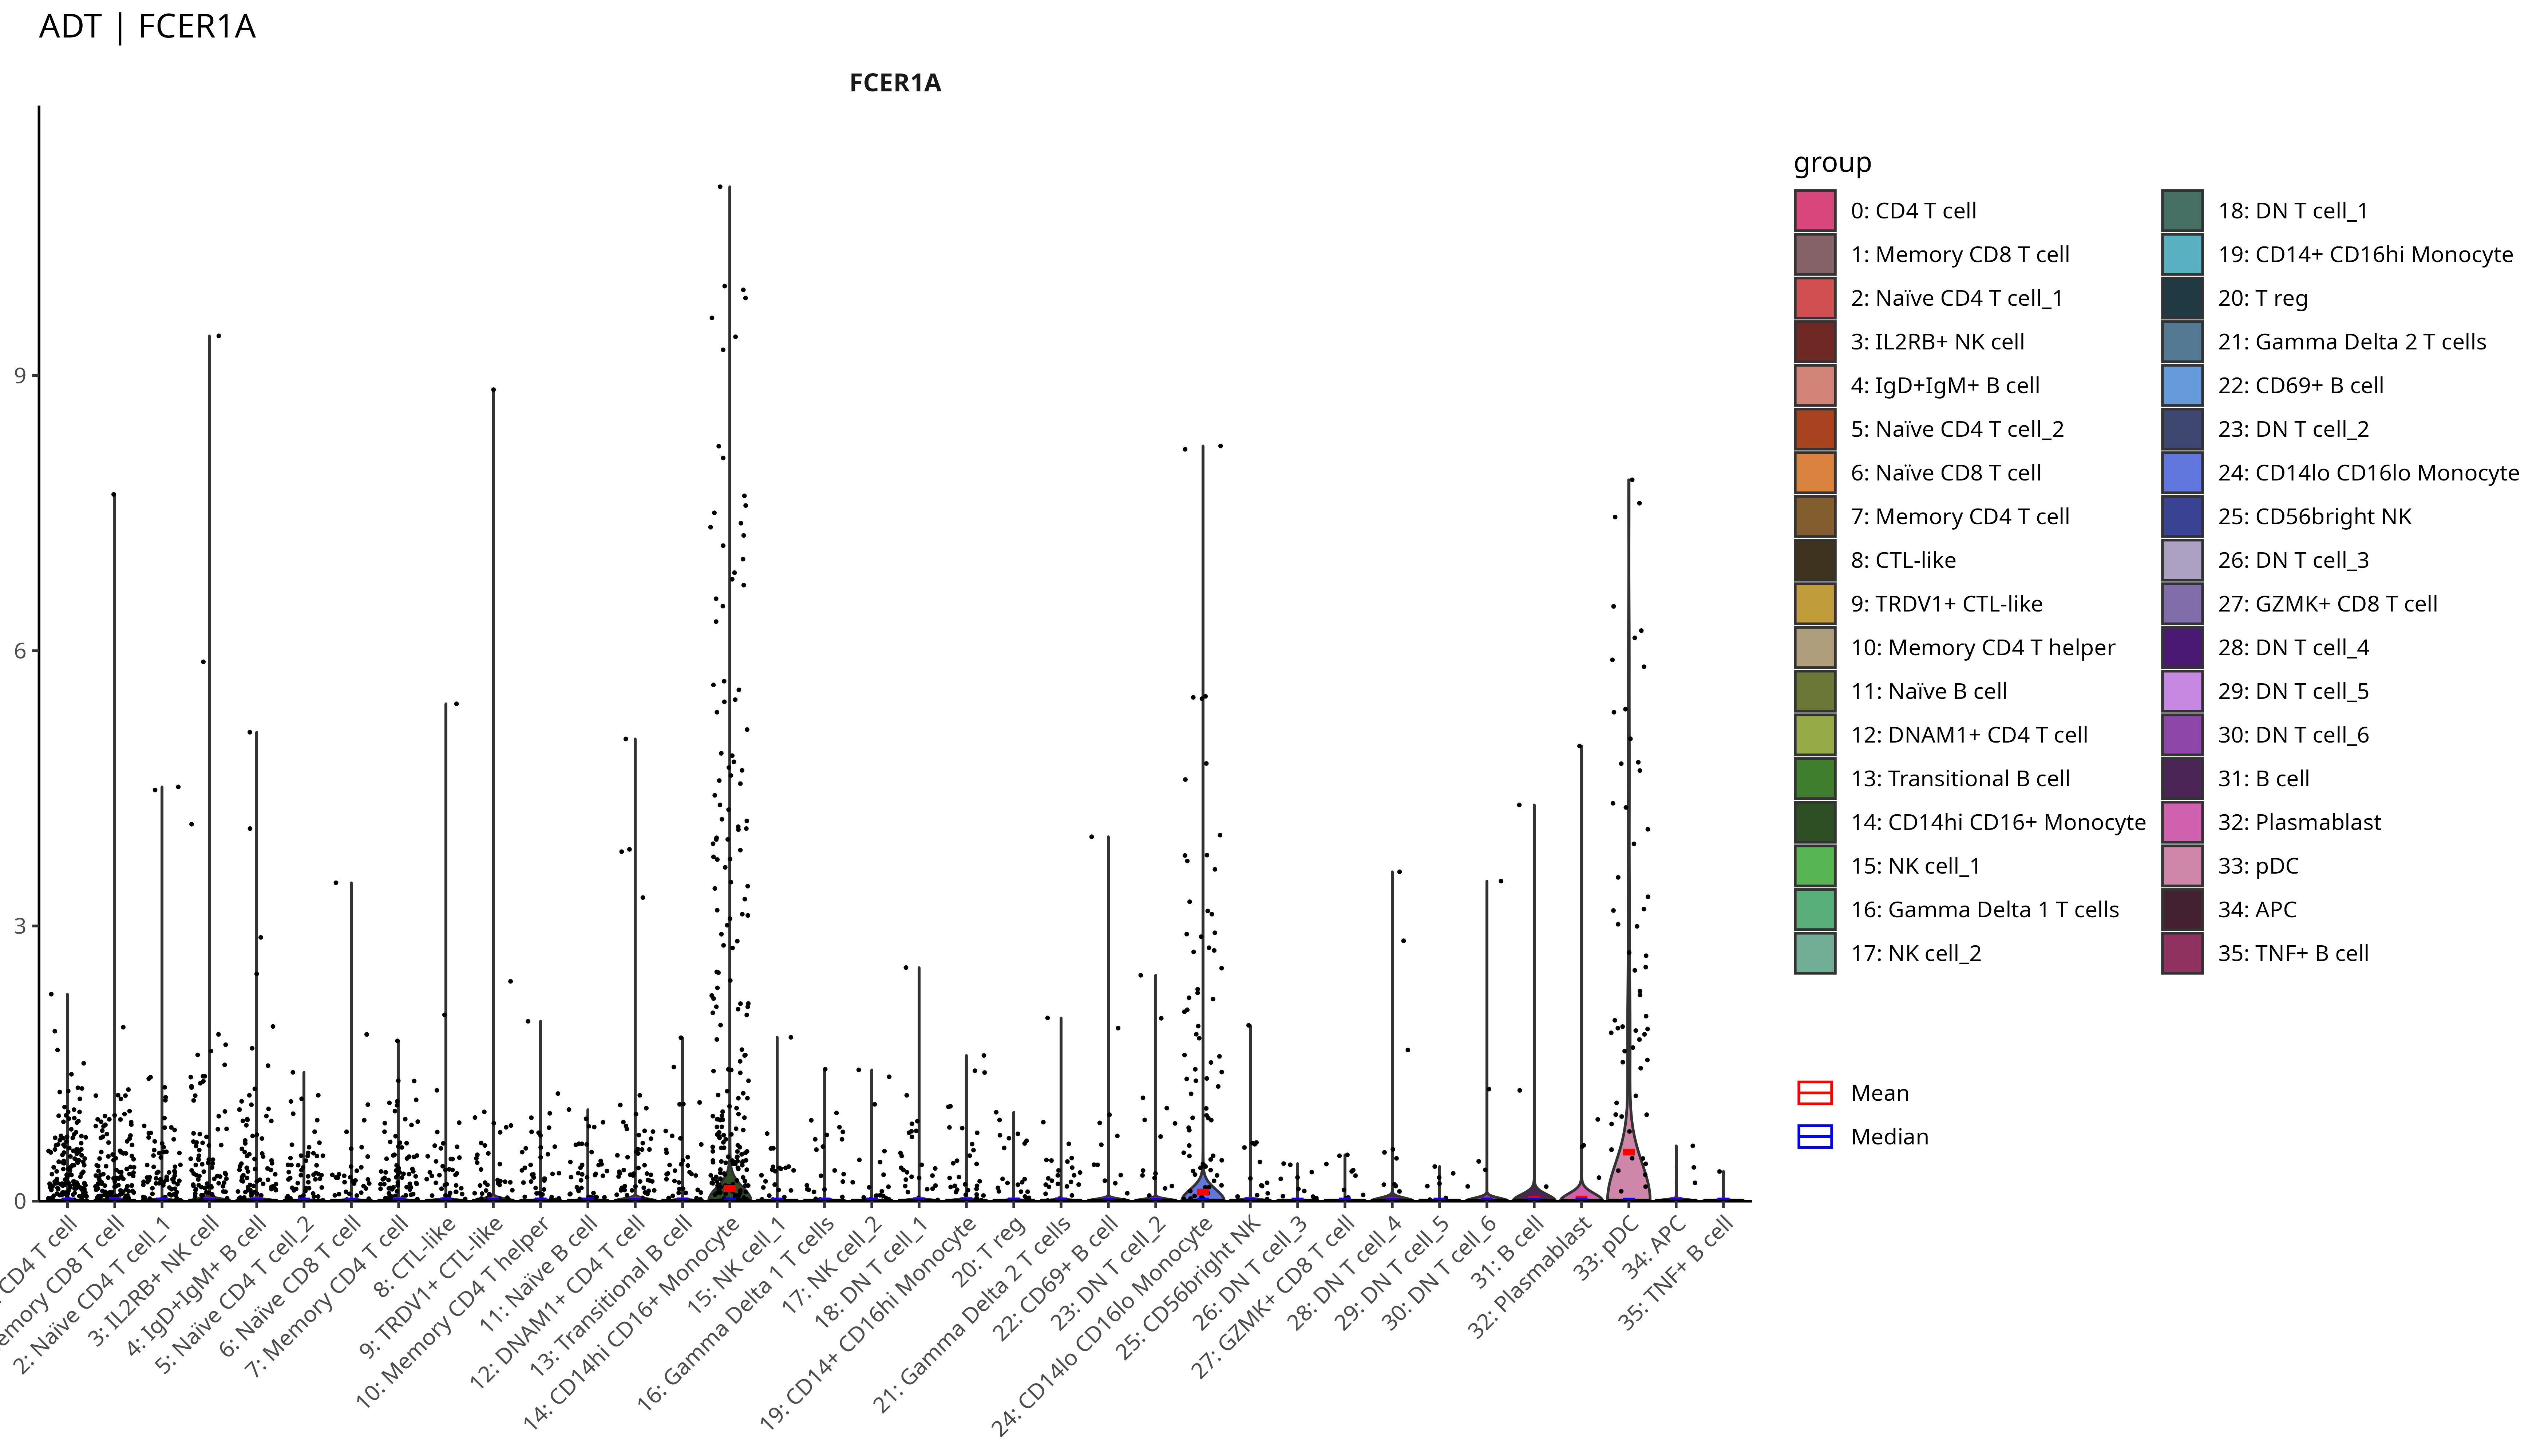 ADT | FCER1A
FCER1A
9
6
3
0
CD4 T cell
Memory CD8 T cell
2: Naïve CD4 T cell_1
3: IL2RB+ NK cell
4: IgD+IgM+ B cell
5: Naïve CD4 T cell_2
6: Naïve CD8 T cell
7: Memory CD4 T cell
8: CTL-like
9: TRDV1+ CTL-like
10: Memory CD4 T helper
11: Naïve B cell
12: DNAM1+ CD4 T cell
13: Transitional B cell
14: CD14hi CD16+ Monocyte
15: NK cell_1
16: Gamma Delta 1 T cells
17: NK cell_2
18: DN T cell_1
19: CD14+ CD16hi Monocyte
20: T reg
21: Gamma Delta 2 T cells
22: CD69+ B cell
23: DN T cell_2
24: CD14lo CD16lo Monocyte
25: CD56bright NK
26: DN T cell_3
27: GZMK+ CD8 T cell
28: DN T cell_4
29: DN T cell_5
30: DN T cell_6
31: B cell
32: Plasmablast
33: pDC
34: APC
35: TNF+ B cell
group
0: CD4 T cell
1: Memory CD8 T cell
2: Naïve CD4 T cell_1
3: IL2RB+ NK cell
4: IgD+IgM+ B cell
5: Naïve CD4 T cell_2
6: Naïve CD8 T cell
7: Memory CD4 T cell
8: CTL-like
9: TRDV1+ CTL-like
10: Memory CD4 T helper
11: Naïve B cell
12: DNAM1+ CD4 T cell
13: Transitional B cell
14: CD14hi CD16+ Monocyte
15: NK cell_1
16: Gamma Delta 1 T cells
17: NK cell_2
18: DN T cell_1
19: CD14+ CD16hi Monocyte
20: T reg
21: Gamma Delta 2 T cells
22: CD69+ B cell
23: DN T cell_2
24: CD14lo CD16lo Monocyte
25: CD56bright NK
26: DN T cell_3
27: GZMK+ CD8 T cell
28: DN T cell_4
29: DN T cell_5
30: DN T cell_6
31: B cell
32: Plasmablast
33: pDC
34: APC
35: TNF+ B cell
Mean
Median